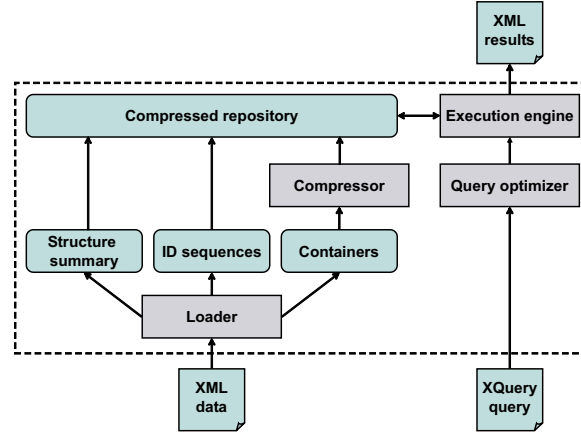 XML
results
Compressed repository
Execution engine
Compressor
Query optimizer
Structure
summary
ID sequences
Containers
Loader
XML
data
XQuery
query